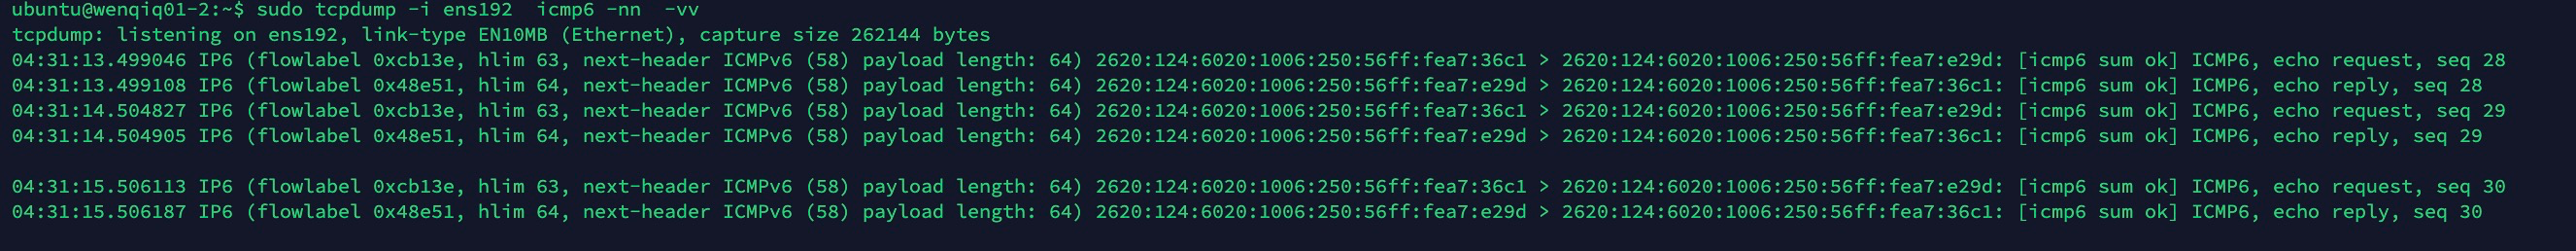 ubuntu@wenqiq01-2:~$ sudo tcpdump -i ens192  icmp6 -nn  -vv
tcpdump: listening on ens192, link-type EN10MB (Ethernet), capture size 262144 bytes
04:31:13.499046 IP6 (flowlabel 0xcb13e, hlim 63, next-header ICMPv6 (58) payload length: 64) 2620:124:6020:1006:250:56ff:fea7:36c1 > 2620:124:6020:1006:250:56ff:fea7:e29d: [icmp6 sum ok] ICMP6, echo request, seq 28
04:31:13.499108 IP6 (flowlabel 0x48e51, hlim 64, next-header ICMPv6 (58) payload length: 64) 2620:124:6020:1006:250:56ff:fea7:e29d > 2620:124:6020:1006:250:56ff:fea7:36c1: [icmp6 sum ok] ICMP6, echo reply, seq 28
04:31:14.504827 IP6 (flowlabel 0xcb13e, hlim 63, next-header ICMPv6 (58) payload length: 64) 2620:124:6020:1006:250:56ff:fea7:36c1 > 2620:124:6020:1006:250:56ff:fea7:e29d: [icmp6 sum ok] ICMP6, echo request, seq 29
04:31:14.504905 IP6 (flowlabel 0x48e51, hlim 64, next-header ICMPv6 (58) payload length: 64) 2620:124:6020:1006:250:56ff:fea7:e29d > 2620:124:6020:1006:250:56ff:fea7:36c1: [icmp6 sum ok] ICMP6, echo reply, seq 29
04:31:15.506113 IP6 (flowlabel 0xcb13e, hlim 63, next-header ICMPv6 (58) payload length: 64) 2620:124:6020:1006:250:56ff:fea7:36c1 > 2620:124:6020:1006:250:56ff:fea7:e29d: [icmp6 sum ok] ICMP6, echo request, seq 30
04:31:15.506187 IP6 (flowlabel 0x48e51, hlim 64, next-header ICMPv6 (58) payload length: 64) 2620:124:6020:1006:250:56ff:fea7:e29d > 2620:124:6020:1006:250:56ff:fea7:36c1: [icmp6 sum ok] ICMP6, echo reply, seq 30